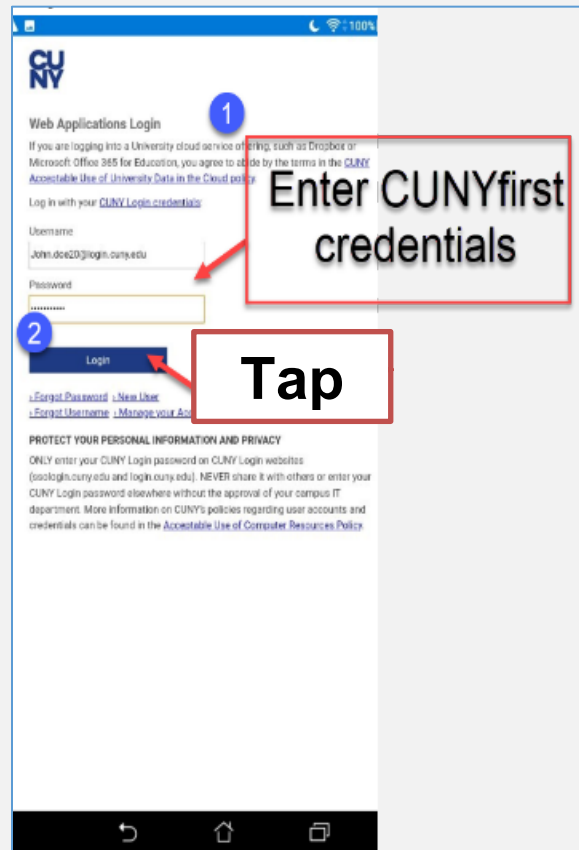 100%
CU
NY
Web Applications Login
1
If you are logging into a University cloud service offering, such as Dropbox or
Microsoft Office 365 for Education, you agree to abide by the terms in the CUNY
Acceptable Use of University Data in the Cloud policy.
Enter CUNYfirst
credentials
Log in with your CUNY Login credentials:
Username
John.doe20@login.cuny.edu
Password
2
Login
Tap
› Forgot Password › New User
› Forgot Username › Manage your
PROTECT YOUR PERSONAL INFORMATION AND PRIVACY
ONLY enter your CUNY Login password on CUNY Login websites
(ssologin.cuny.edu and login.cuny.edu). NEVER share it with others or enter your
CUNY Login password elsewhere without the approval of your campus IT
department. More information on CUNY's policies regarding user accounts and
credentials can be found in the Acceptable Use of Computer Resources Policy.